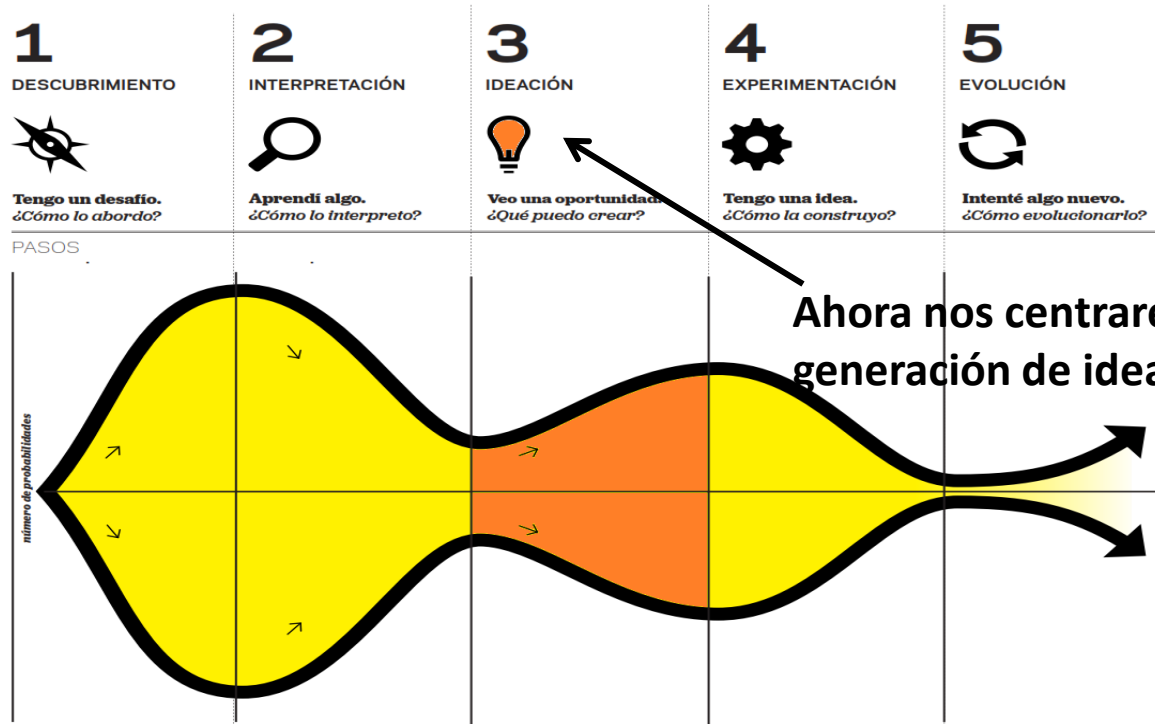 1
DESCUBRIMIENTO
Tengo un desafío.
¿Cómo lo abordo?
2
INTERPRETACIÓN
Aprendí algo.
¿Cómo lo interpreto?
3
IDEACIÓN
Veo una oportunidad.
¿Qué puedo crear?
4
EXPERIMENTACIÓN
Tengo una idea.
¿Cómo la construyo?
5
EVOLUCIÓN
Intenté algo nuevo.
¿Cómo evolucionarlo?
PASOS
número de probabilidades
Ahora nos centrare
generación de idea